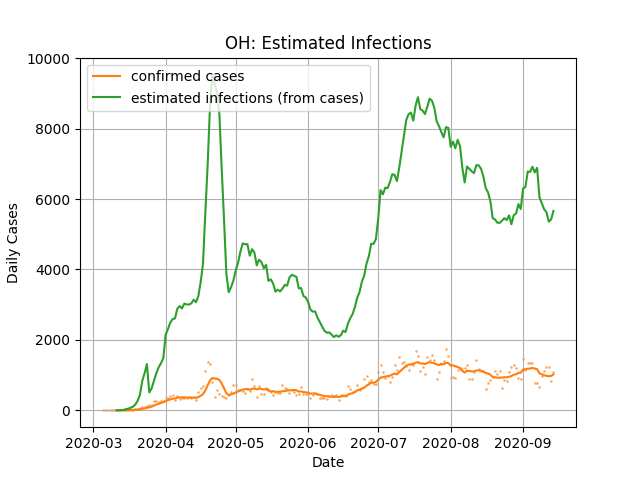 OH: Estimated Infections
confirmed cases
estimated infections (from cases)
Daily Cases
10000
8000
6000
4000
2000
0
2020-03 2020-04 2020-05 2020-06 2020-07 2020-08 2020-09
Date